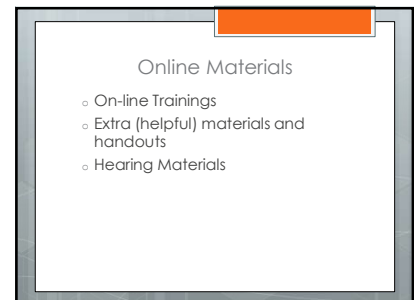 Online Materials
○ On-line Trainings
○ Extra (helpful) materials and
handouts
○ Hearing Materials